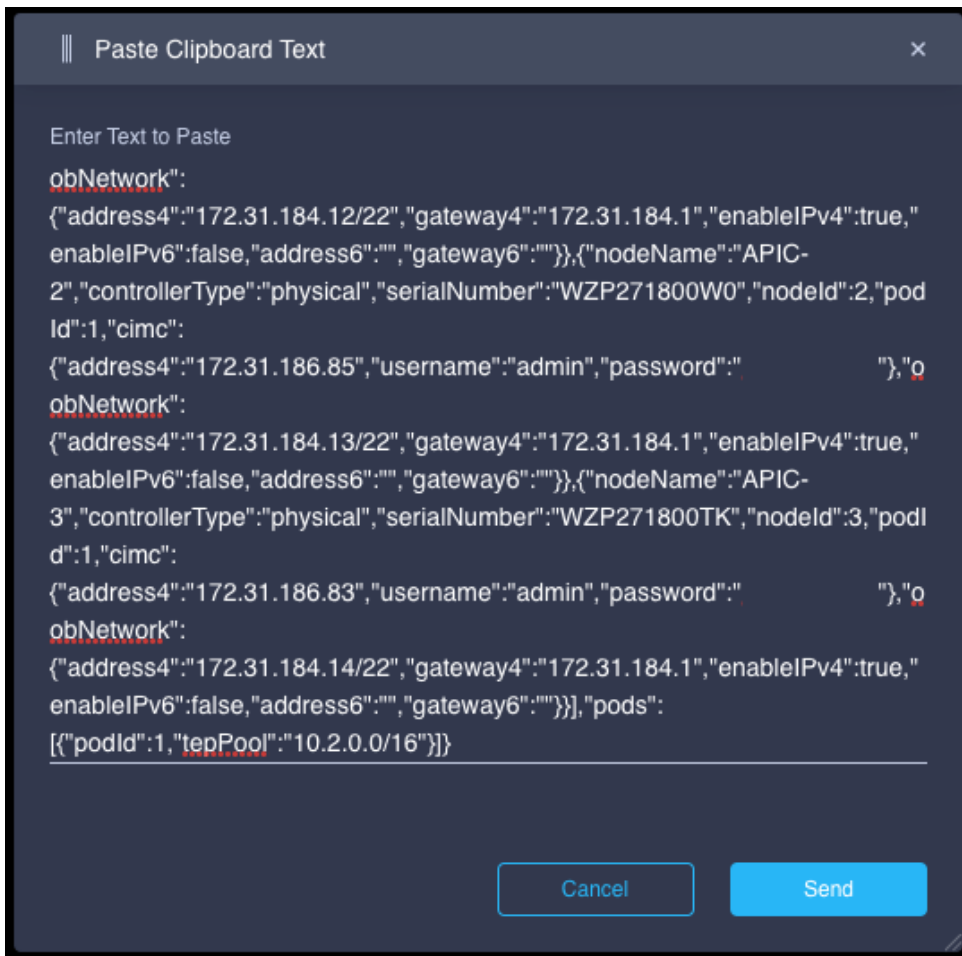 Paste Clipboard Text
Enter Text to Paste
obNetwork":
{"address4":"172.31.184.12/22","gateway4":"172.31.184.1","enableIPv4":true,"
enableIPv6":false,"address6":"","gateway6":""}},{"nodeName":"APIC-
2","controllerType":"physical","serialNumber":"WZP271800W0","nodeId":2,"pod
Id":1,"cimc":
{"address4":"172.31.186.85","username":"admin","password":" "},"o
obNetwork":
{"address4":"172.31.184.13/22","gateway4":"172.31.184.1","enableIPv4":true,"
enableIPv6":false,"address6":"","gateway6":""}},{"nodeName":"APIC-
3","controllerType":"physical","serialNumber":"WZP271800TK","nodeId":3,"podI
d":1,"cimc":
{"address4":"172.31.186.83","username":"admin","password":" "},"o
obNetwork":
{"address4":"172.31.184.14/22","gateway4":"172.31.184.1","enableIPv4":true,"
enableIPv6":false,"address6":"","gateway6":""}}],"pods":
[{"podId":1,"tepPool":"10.2.0.0/16"}]}
Cancel
Send